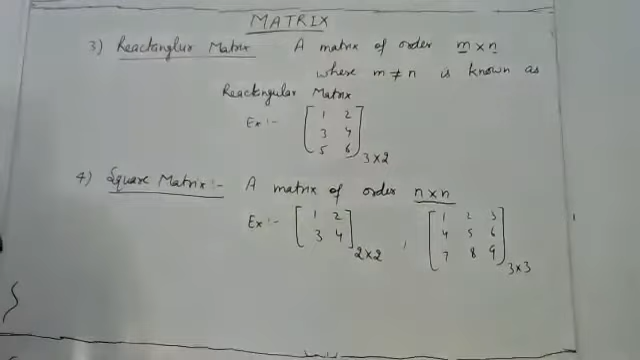 MATRIX
3) Reactanglur Matrix A matrix of order m × n
where m ≠ n is known as
Reactengular Matrix
Ex :- [ 1 2
3 4
5 6 ] 3×2
4) Square Matrix :- A matrix of order n×n
Ex :- [ 1 2
3 4 ] 2×2 , [ 1 2 3
4 5 6
7 8 9 ] 3×3